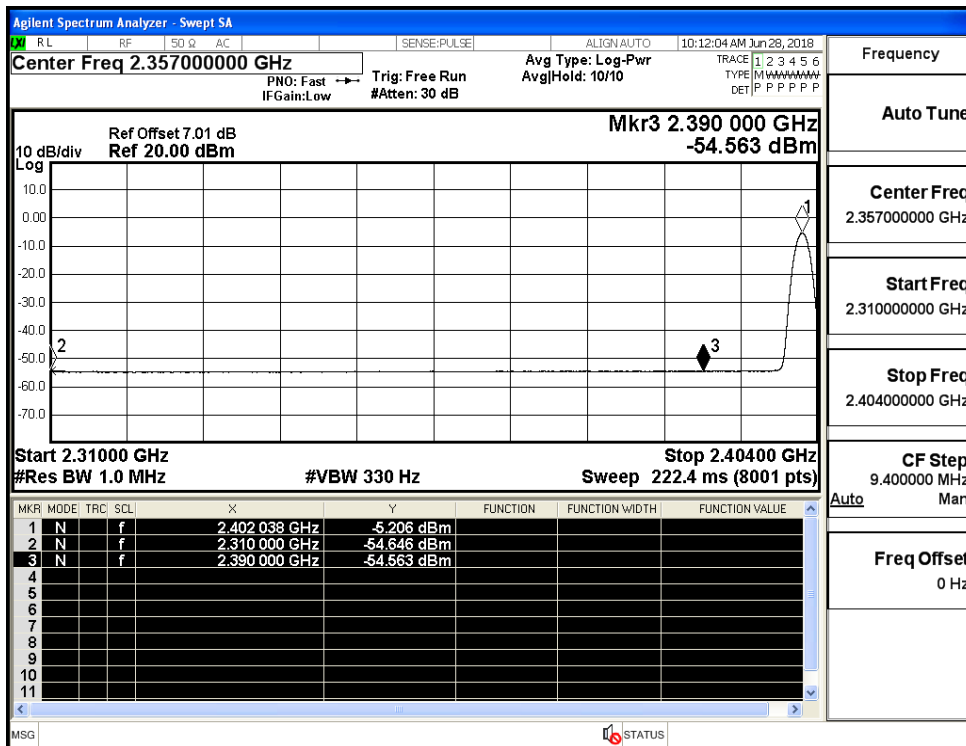 Agilent Spectrum Analyzer - Swept SA
LXI RL RF 50 Ω AC SENSE:PULSE ALIGN AUTO 10:12:04 AM Jun 28, 2018
Center Freq 2.357000000 GHz
PNO: Fast
IFGain:Low
Trig: Free Run
#Atten: 30 dB
Avg Type: Log-Pwr
Avg|Hold: 10/10
TRACE 1 2 3 4 5 6
TYPE M W W W W W
DET P P P P P P
Ref Offset 7.01 dB
10 dB/div Ref 20.00 dBm
Log
Mkr3 2.390 000 GHz
-54.563 dBm
10.0
0.00
-10.0
-20.0
-30.0
-40.0
-50.0
-60.0
-70.0
1
2
3
Start 2.31000 GHz Stop 2.40400 GHz
#Res BW 1.0 MHz #VBW 330 Hz Sweep 222.4 ms (8001 pts)
MKR MODE TRC SCL X Y FUNCTION FUNCTION WIDTH FUNCTION VALUE
1 N f 2.402 038 GHz -5.206 dBm
2 N f 2.310 000 GHz -54.646 dBm
3 N f 2.390 000 GHz -54.563 dBm
4
5
6
7
8
9
10
11
MSG STATUS
Frequency
Auto Tune
Center Freq
2.357000000 GHz
Start Freq
2.310000000 GHz
Stop Freq
2.404000000 GHz
CF Step
9.400000 MHz
Auto Man
Freq Offset
0 Hz